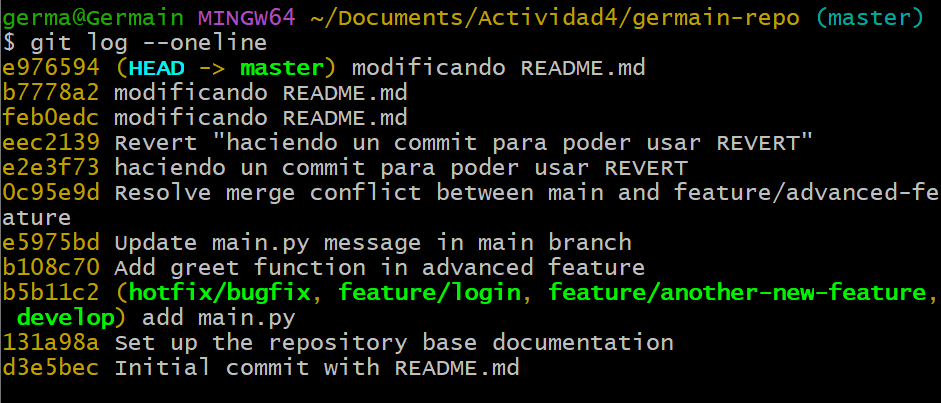 germa@Germain MINGW64 ~/Documents/Actividad4/germain-repo (master)
$ git log --oneline
e976594 (HEAD -> master) modificando README.md
b7778a2 modificando README.md
feb0edc modificando README.md
eec2139 Revert "haciendo un commit para poder usar REVERT"
e2e3f73 haciendo un commit para poder usar REVERT
0c95e9d Resolve merge conflict between main and feature/advanced-fe
ature
e5975bd Update main.py message in main branch
b108c70 Add greet function in advanced feature
b5b11c2 (hotfix/bugfix, feature/login, feature/another-new-feature,
 develop) add main.py
131a98a Set up the repository base documentation
d3e5bec Initial commit with README.md